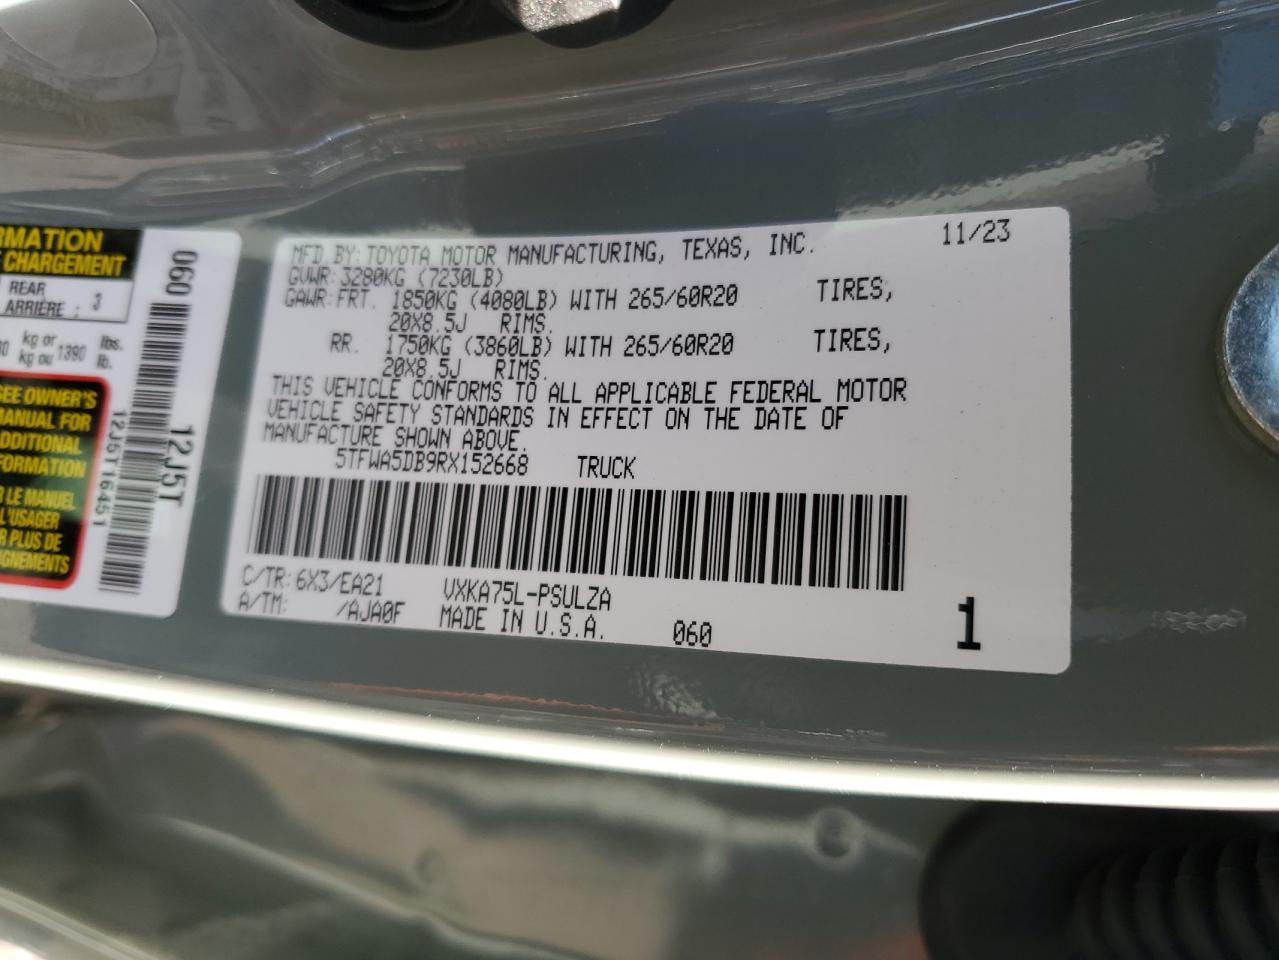 RMATION
E CHARGEMENT
REAR
ARRIÈRE : 3
kg or
kg ou 1390 lbs.
lb.
SEE OWNER'S
MANUAL FOR
ADDITIONAL
FORMATION
LE MANUEL
L'USAGER
PLUS DE
GNEMENTS
060
12J5T
12J5T16451
MFD. BY: TOYOTA MOTOR MANUFACTURING, TEXAS, INC. 11/23
GVWR: 3280KG (7230LB)
GAWR: FRT. 1850KG (4080LB) WITH 265/60R20 TIRES,
20X8.5J RIMS.
RR. 1750KG (3860LB) WITH 265/60R20 TIRES,
20X8.5J RIMS.
THIS VEHICLE CONFORMS TO ALL APPLICABLE FEDERAL MOTOR
VEHICLE SAFETY STANDARDS IN EFFECT ON THE DATE OF
MANUFACTURE SHOWN ABOVE.
5TFWA5DB9RX152668 TRUCK
C/TR: 6X3/EA21 VXKA75L-PSULZA
A/TM: /AJA0F MADE IN U.S.A. 060 1